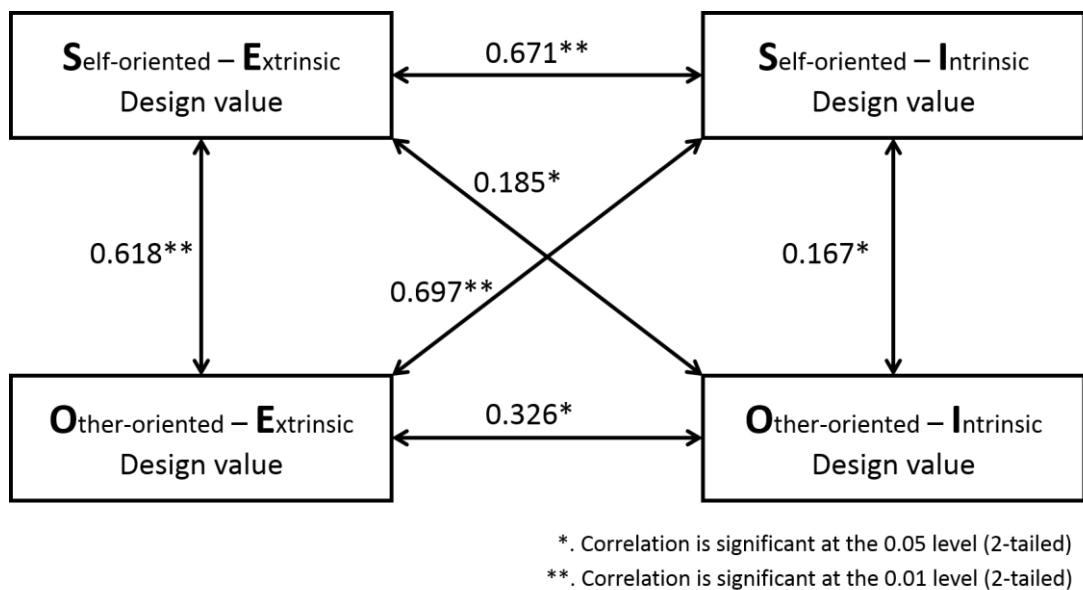 Self-oriented – Extrinsic
Design value
0.671**
Self-oriented – Intrinsic
Design value
0.185*
0.618**
0.167*
0.697**
Other-oriented – Extrinsic
Design value
0.326*
Other-oriented – Intrinsic
Design value
*. Correlation is significant at the 0.05 level (2-tailed)
**. Correlation is significant at the 0.01 level (2-tailed)